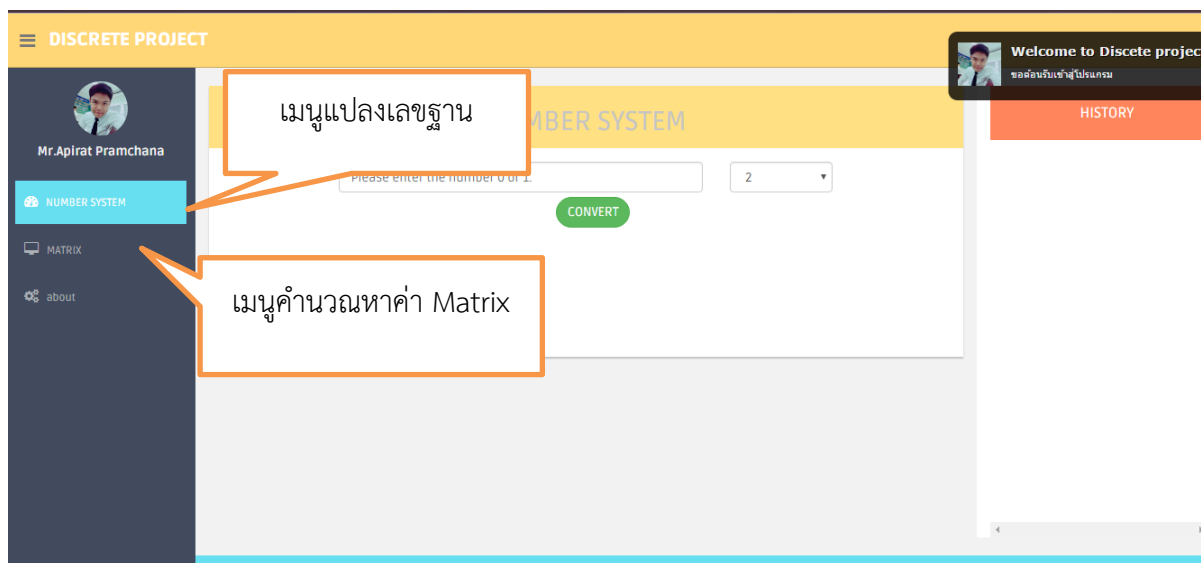 DISCRETE PROJECT
Welcome to Discete projec
ขอต้อนรับเข้าสู่โปรแกรม
Mr.Apirat Pramchana
NUMBER SYSTEM
MATRIX
about
เมนูแปลงเลขฐาน
MBER SYSTEM
Please enter the number 0 or 1.
2
CONVERT
เมนูคำนวณหาค่า Matrix
HISTORY